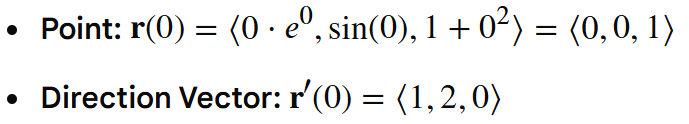 • Point: r(0) = ⟨0 · e⁰, sin(0), 1 + 0²⟩ = ⟨0, 0, 1⟩
• Direction Vector: r′(0) = ⟨1, 2, 0⟩